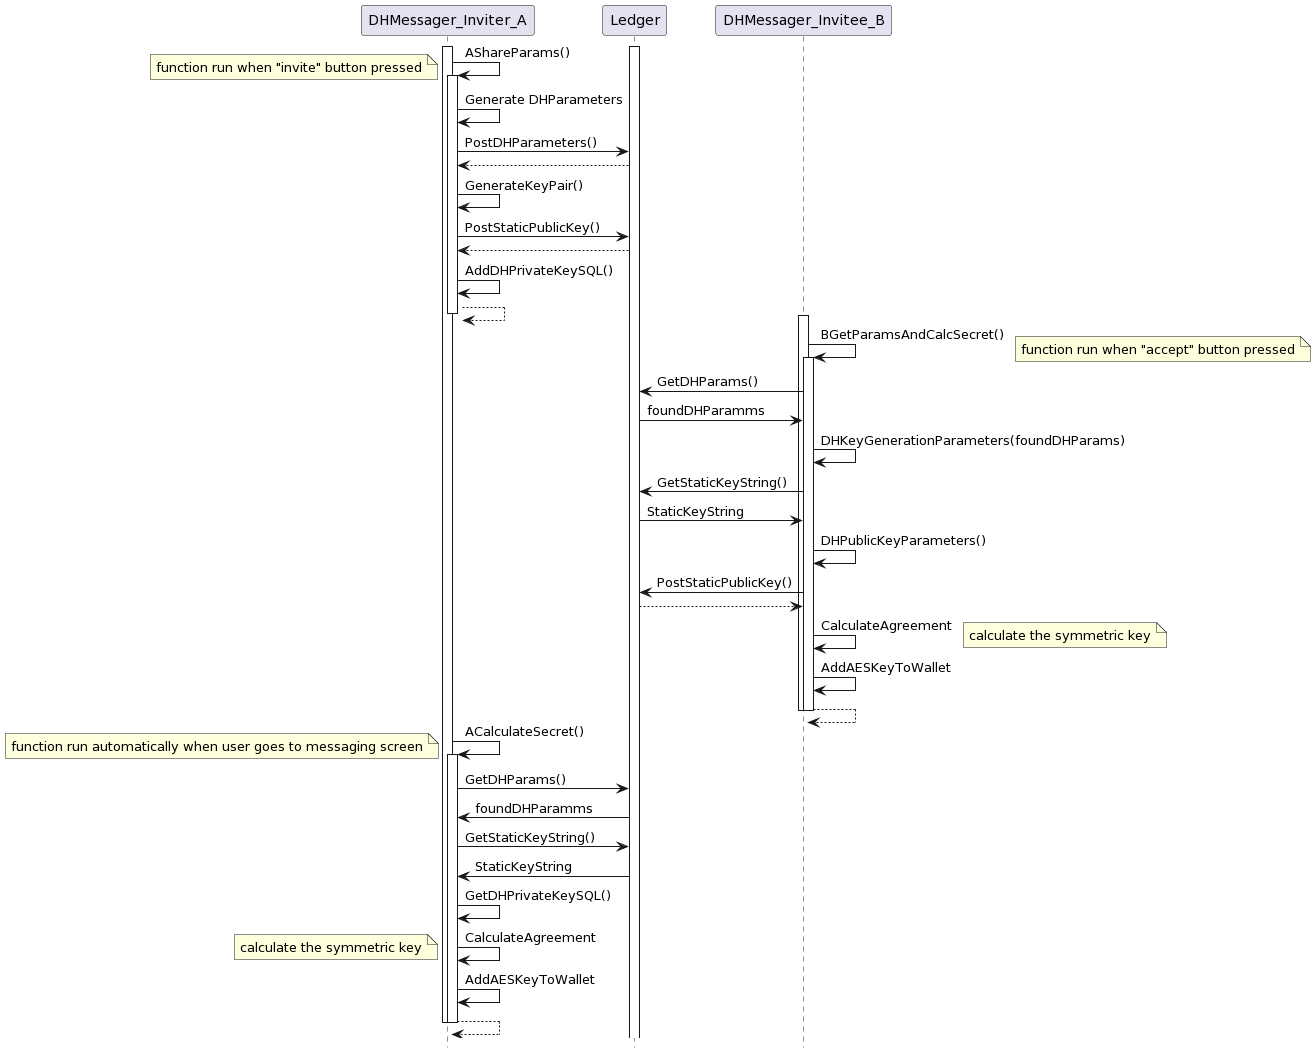 DHMessager_Inviter_A
Ledger
DHMessager_Invitee_B
AShareParams()
function run when "invite" button pressed
Generate DHParameters
PostDHParameters()
GenerateKeyPair()
PostStaticPublicKey()
AddDHPrivateKeySQL()
BGetParamsAndCalcSecret()
function run when "accept" button pressed
GetDHParams()
foundDHParamms
DHKeyGenerationParameters(foundDHParams)
GetStaticKeyString()
StaticKeyString
DHPublicKeyParameters()
PostStaticPublicKey()
CalculateAgreement
calculate the symmetric key
AddAESKeyToWallet
ACalculateSecret()
function run automatically when user goes to messaging screen
GetDHParams()
foundDHParamms
GetStaticKeyString()
StaticKeyString
GetDHPrivateKeySQL()
CalculateAgreement
calculate the symmetric key
AddAESKeyToWallet